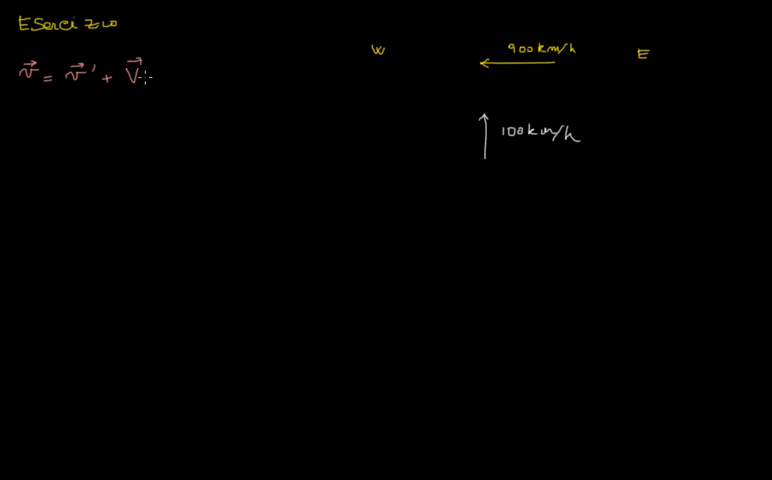 Esercizio
W 900 km/h E
v⃗ = v⃗' + V⃗
100 km/h